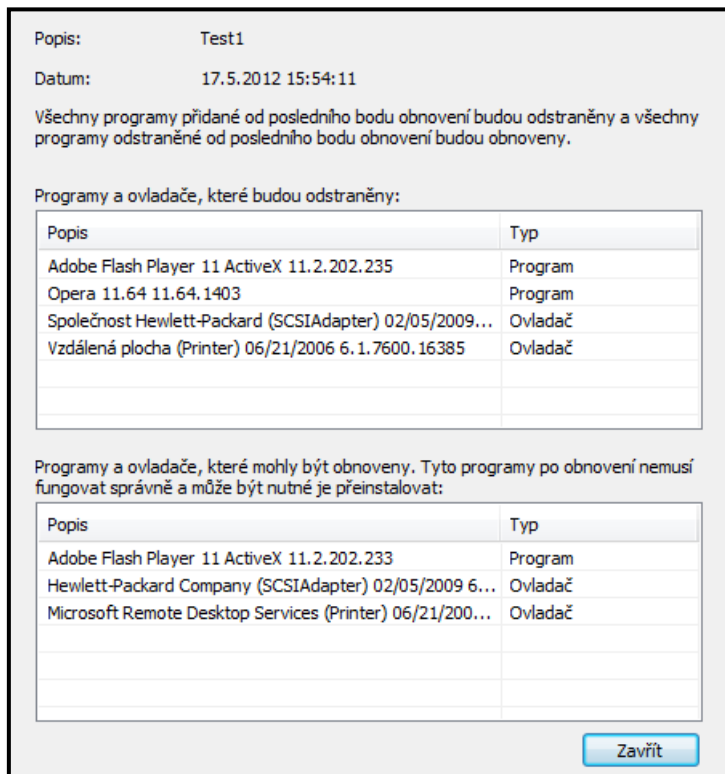 Popis: Test1
Datum: 17.5.2012 15:54:11
Všechny programy přidané od posledního bodu obnovení budou odstraněny a všechny
programy odstraněné od posledního bodu obnovení budou obnoveny.
Programy a ovladače, které budou odstraněny:
Popis Typ
Adobe Flash Player 11 ActiveX 11.2.202.235 Program
Opera 11.64 11.64.1403 Program
Společnost Hewlett-Packard (SCSIAdapter) 02/05/2009... Ovladač
Vzdálená plocha (Printer) 06/21/2006 6.1.7600.16385 Ovladač
Programy a ovladače, které mohly být obnoveny. Tyto programy po obnovení nemusí
fungovat správně a může být nutné je přeinstalovat:
Popis Typ
Adobe Flash Player 11 ActiveX 11.2.202.233 Program
Hewlett-Packard Company (SCSIAdapter) 02/05/2009 6... Ovladač
Microsoft Remote Desktop Services (Printer) 06/21/200... Ovladač
Zavřít